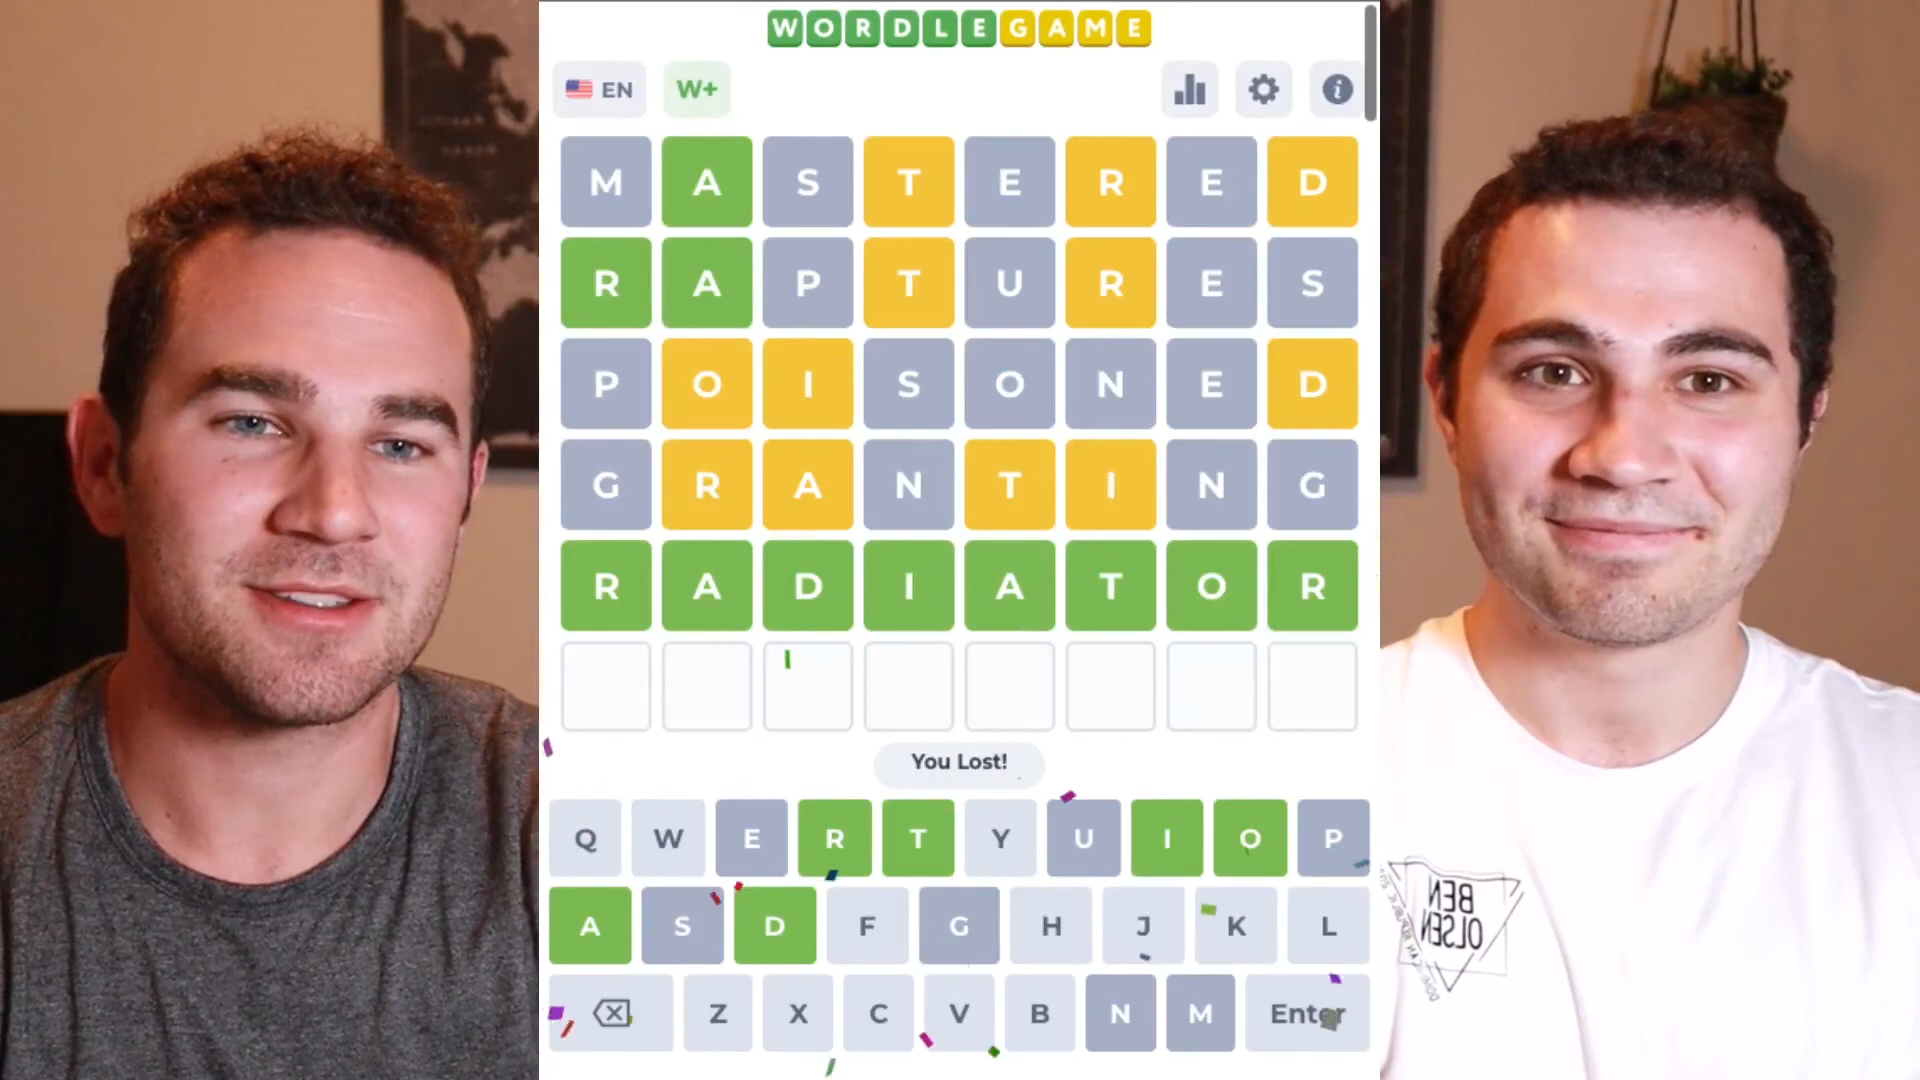 WORDLEGAME
EN
W+
MASTERED
RAPTURES
POISONED
GRANTING
RADIATOR
You Lost!
Q W E R T Y U I O P
A S D F G H J K L
Z X C V B N M Enter
BEN
OLSEN